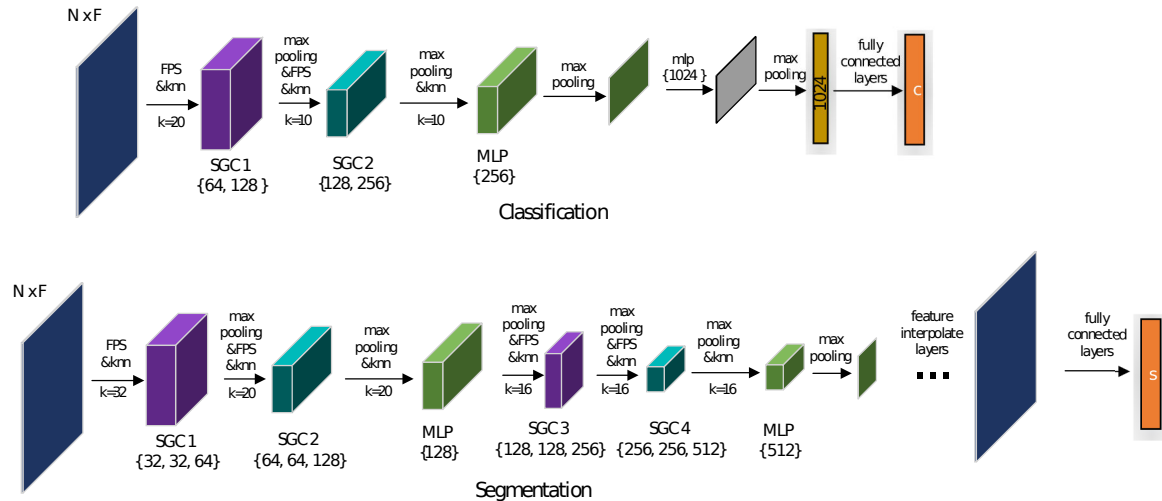 N x F
FPS
&knn
k=20
SGC1
{64, 128 }
max
pooling
&FPS
&knn
k=10
SGC2
{128, 256}
max
pooling
&knn
k=10
MLP
{256}
max
pooling
mlp
{1024 }
max
pooling
1024
fully
connected
layers
C
Classification
N x F
FPS
&knn
k=32
SGC1
{32, 32, 64}
max
pooling
&FPS
&knn
k=20
SGC2
{64, 64, 128}
max
pooling
&knn
k=20
MLP
{128}
max
pooling
&FPS
&knn
k=16
SGC3
{128, 128, 256}
max
pooling
&FPS
&knn
k=16
SGC4
{256, 256, 512}
max
pooling
&knn
k=16
MLP
{512}
max
pooling
feature
interpolate
layers
...
fully
connected
layers
S
Segmentation